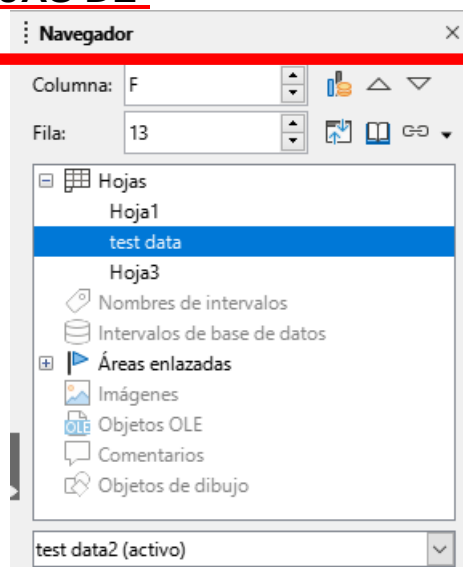 Navegador
Columna: F
Fila: 13
Hojas
Hoja1
test data
Hoja3
Nombres de intervalos
Intervalos de base de datos
Áreas enlazadas
Imágenes
Objetos OLE
Comentarios
Objetos de dibujo
test data2 (activo)